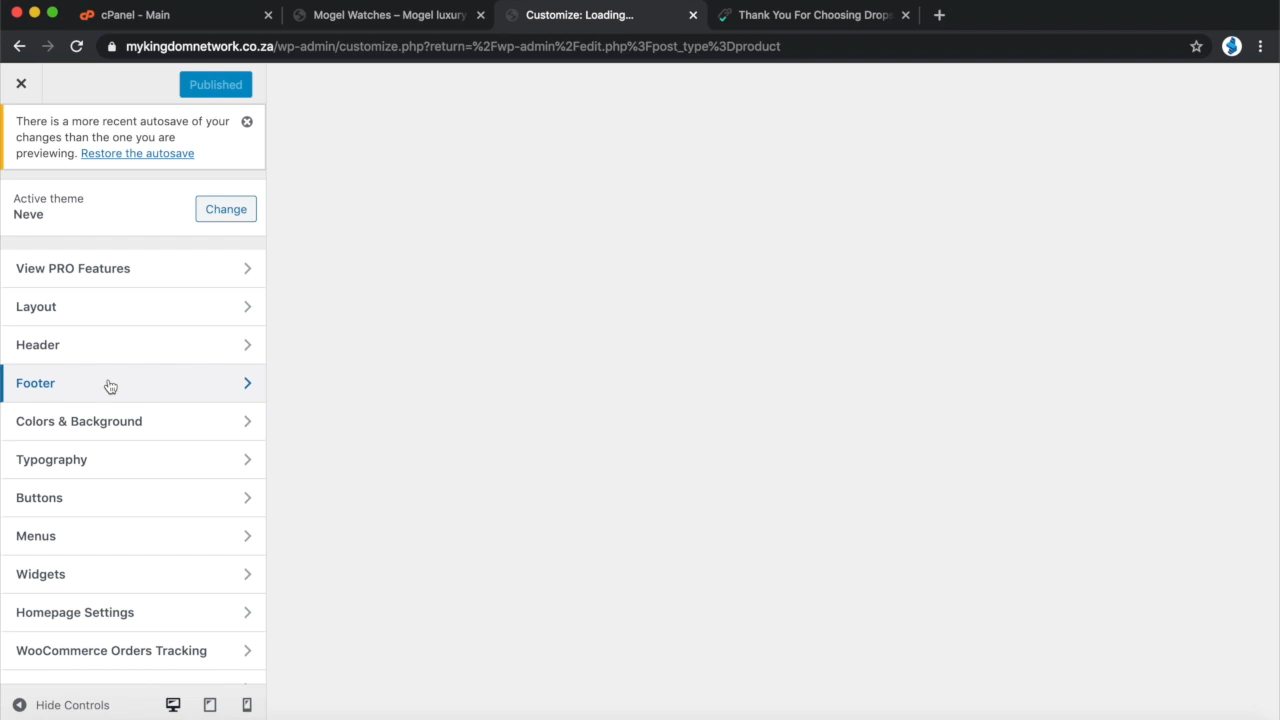 cPanel - Main
Mogel Watches – Mogel luxury
Customize: Loading...
Thank You For Choosing Drops
mykingdomnetwork.co.za/wp-admin/customize.php?return=%2Fwp-admin%2Fedit.php%3Fpost_type%3Dproduct
Published
There is a more recent autosave of your
changes than the one you are
previewing. Restore the autosave
Active theme
Neve
Change
View PRO Features
Layout
Header
Footer
Colors & Background
Typography
Buttons
Menus
Widgets
Homepage Settings
WooCommerce Orders Tracking
Hide Controls